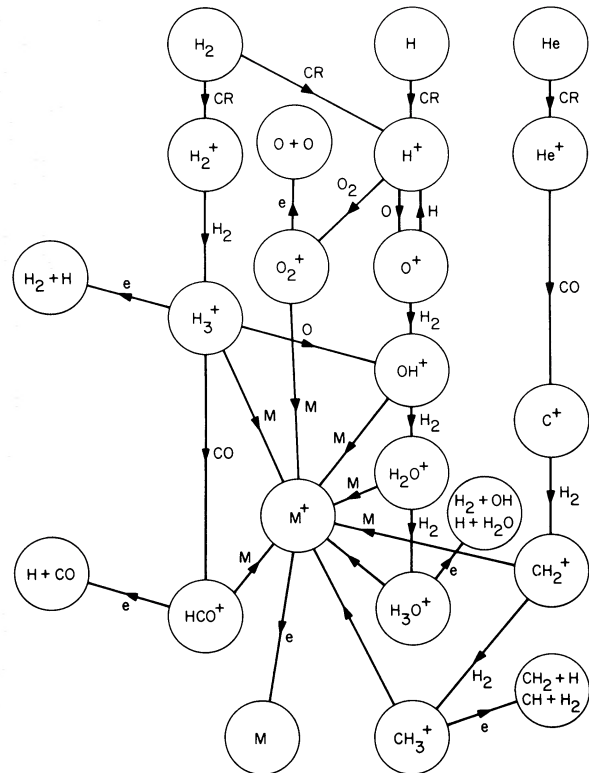 H₂
H
He
CR
CR
CR
CR
O + O
H₂⁺
H⁺
He⁺
O₂
e
O
H
H₂
H₂ + H
e
O₂⁺
O⁺
CO
H₃⁺
O
H₂
OH⁺
M
M
M
H₂
C⁺
CO
H₂O⁺
M
H₂
H₂ + OH
H + H₂O
M⁺
H₂
M
H + CO
e
M
HCO⁺
e
H₃O⁺
CH₂⁺
e
H₂
M
CH₃⁺
e
CH₂ + H
CH + H₂